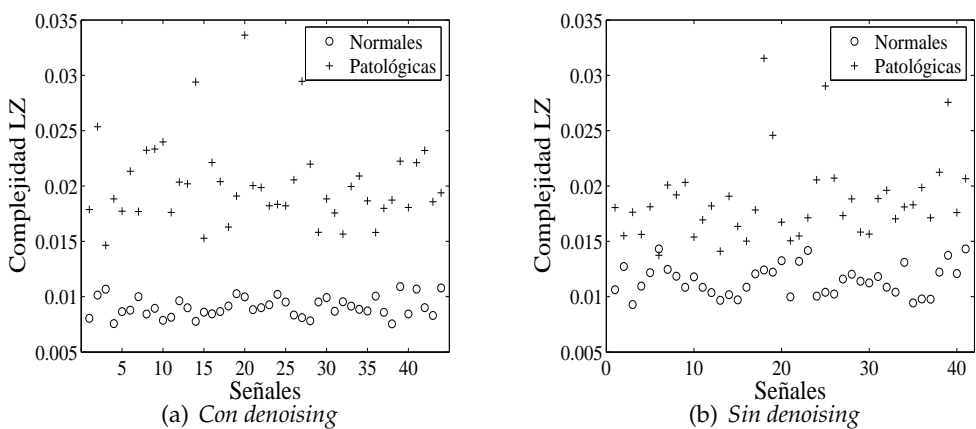 0.035
0.03
0.025
0.02
0.015
0.01
0.005
Complejidad LZ
Normales
Patológicas
5 10 15 20 25 30 35 40
Señales
(a) Con denoising
0.035
0.03
0.025
0.02
0.015
0.01
0.005
Complejidad LZ
Normales
Patológicas
0 10 20 30 40
Señales
(b) Sin denoising